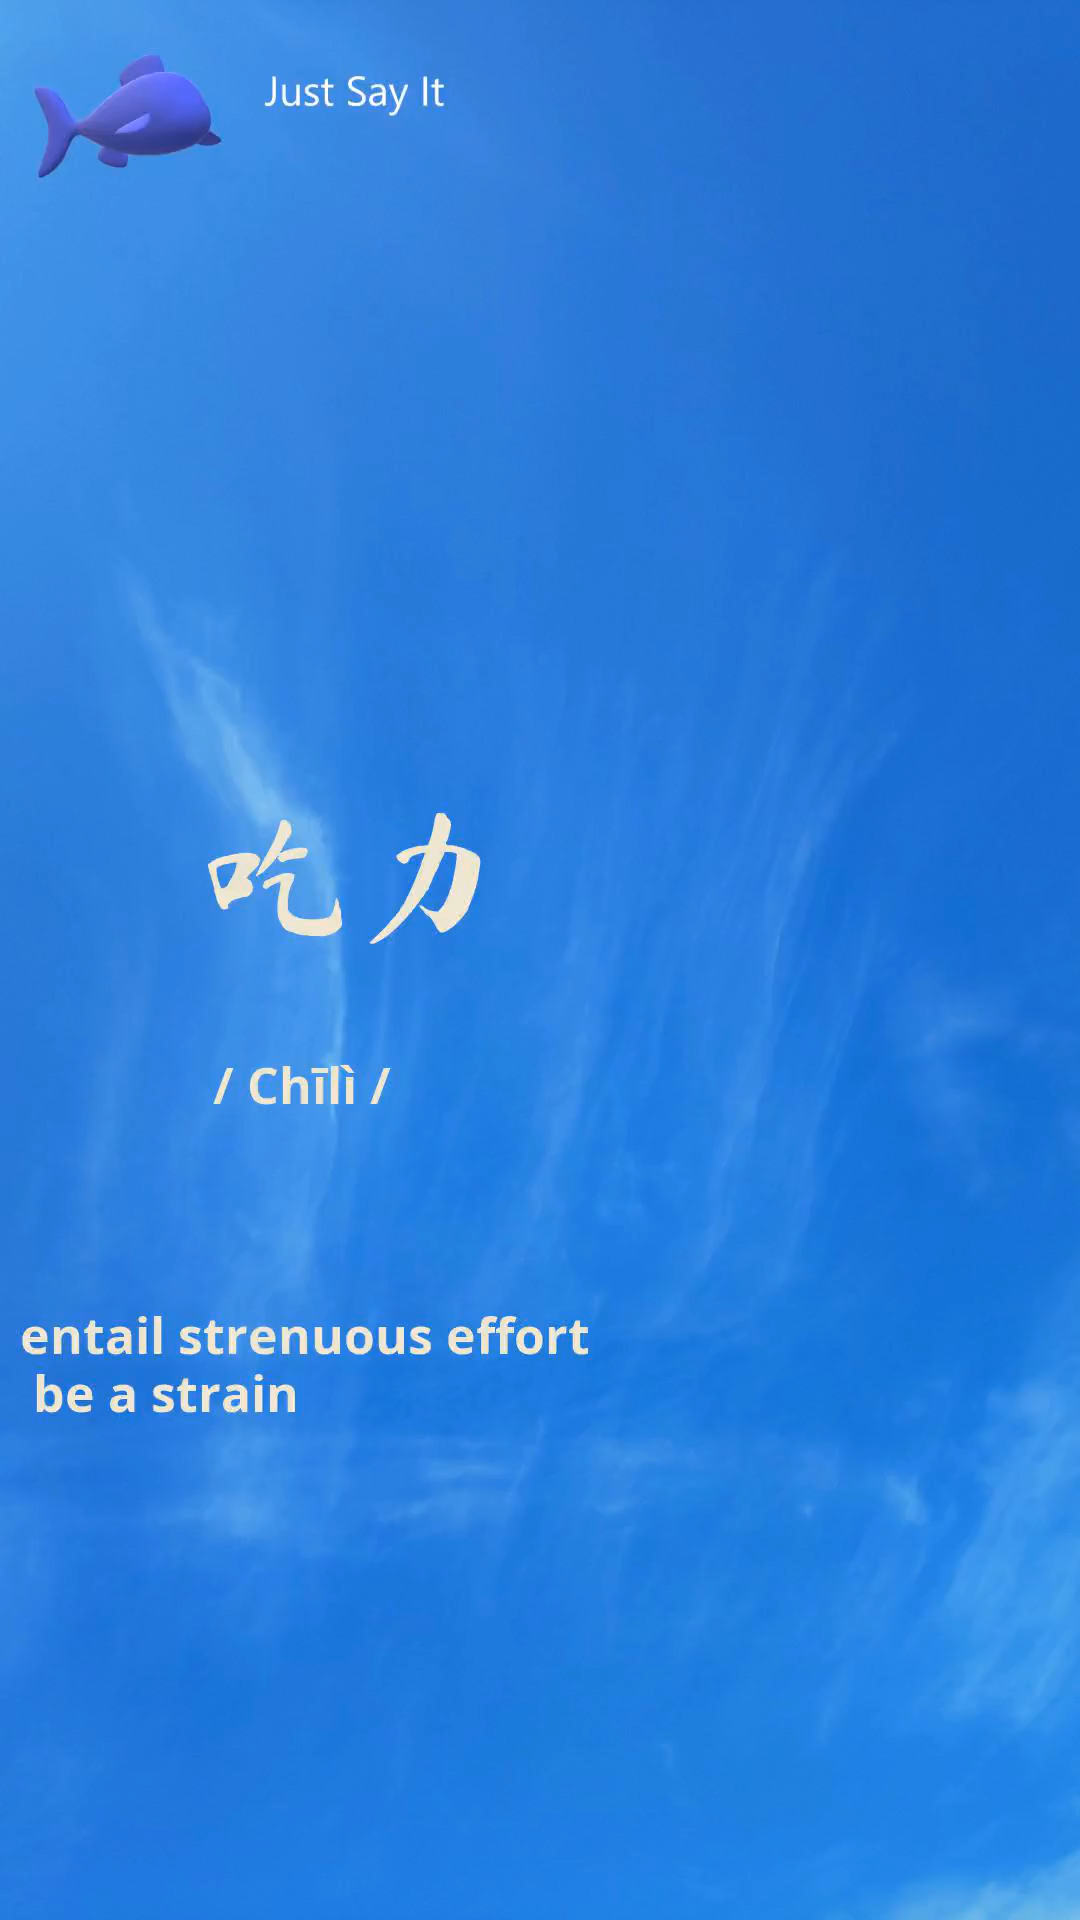 Just Say It
吃力
/ Chīlì /
entail strenuous effort
be a strain